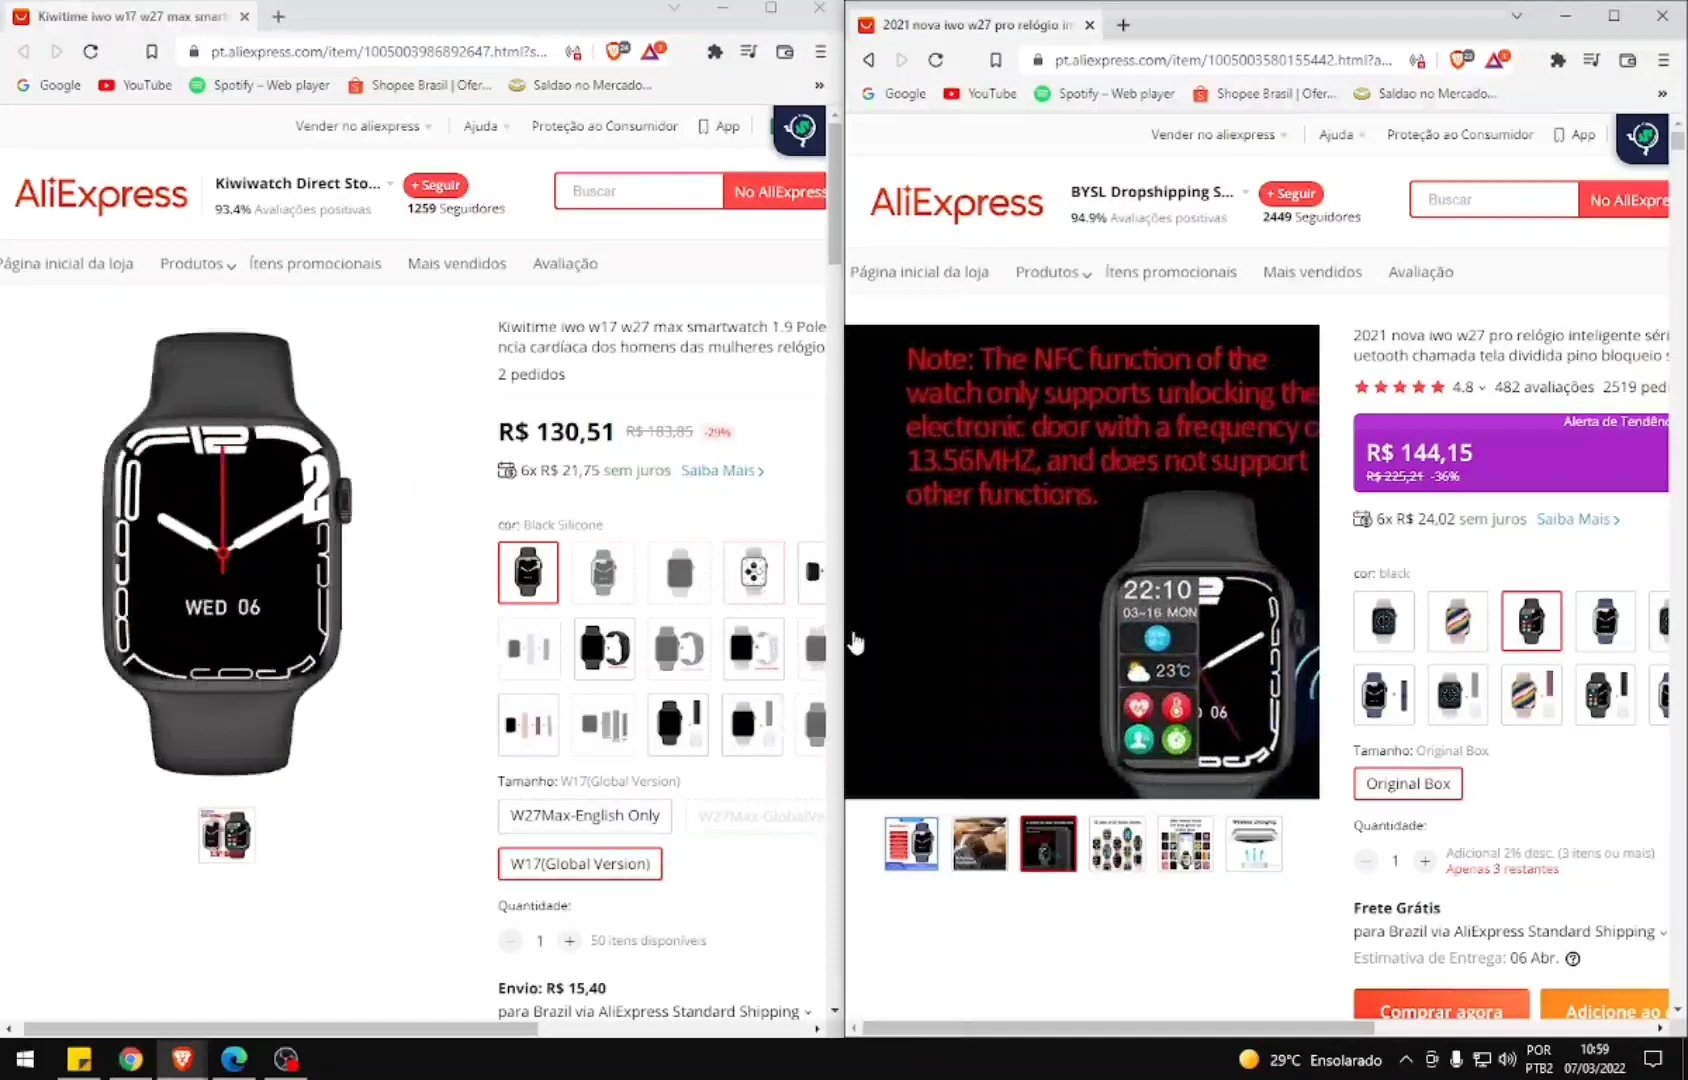 Kiwitime iwo w17 w27 max smart
pt.aliexpress.com/item/1005003986892647.html?s...
Google
YouTube
Spotify – Web player
Shopee Brasil | Ofer...
Saldao no Mercado...
»
Vender no aliexpress
Ajuda
Proteção ao Consumidor
App
AliExpress
Kiwiwatch Direct Sto...
93.4% Avaliações positivas
+ Seguir
1259 Seguidores
Buscar
No AliExpress
Página inicial da loja
Produtos
Ítens promocionais
Mais vendidos
Avaliação
WED 06
Kiwitime iwo w17 w27 max smartwatch 1.9 Pole
ncia cardíaca dos homens das mulheres relógio
2 pedidos
R$ 130,51
R$ 183,85
-29%
6x R$ 21,75 sem juros
Saiba Mais
cor: Black Silicone
Tamanho: W17(Global Version)
W27Max-English Only
W27Max-GlobalVe
W17(Global Version)
Quantidade:
1
50 itens disponíveis
Envio: R$ 15,40
para Brazil via AliExpress Standard Shipping
2021 nova iwo w27 pro relógio in
pt.aliexpress.com/item/1005003580155442.html?a...
Google
YouTube
Spotify – Web player
Shopee Brasil | Ofer...
Saldao no Mercado...
»
Vender no aliexpress
Ajuda
Proteção ao Consumidor
App
AliExpress
BYSL Dropshipping S...
94.9% Avaliações positivas
+ Seguir
2449 Seguidores
Buscar
No AliExpre
Página inicial da loja
Produtos
Ítens promocionais
Mais vendidos
Avaliação
Note: The NFC function of the
watch only supports unlocking the
electronic door with a frequency o
13.56MHZ, and does not support
other functions.
22:10
03-16 MON
23℃
06
2021 nova iwo w27 pro relógio inteligente séri
uetooth chamada tela dividida pino bloqueio s
4.8
482 avaliações
2519 pedi
Alerta de Tendênc
R$ 144,15
R$ 225,21
-36%
6x R$ 24,02 sem juros
Saiba Mais
cor: black
Tamanho: Original Box
Original Box
Quantidade:
1
Adicional 2% desc. (3 itens ou mais)
Apenas 3 restantes
Frete Grátis
para Brazil via AliExpress Standard Shipping
Estimativa de Entrega: 06 Abr.
Comprar agora
Adicione ao
29°C Ensolarado
POR
PTB2
10:59
07/03/2022